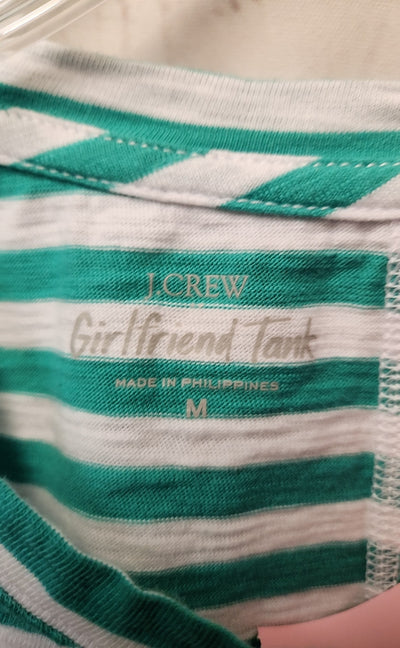 J.CREW
Girlfriend Tank
MADE IN PHILIPPINES
M